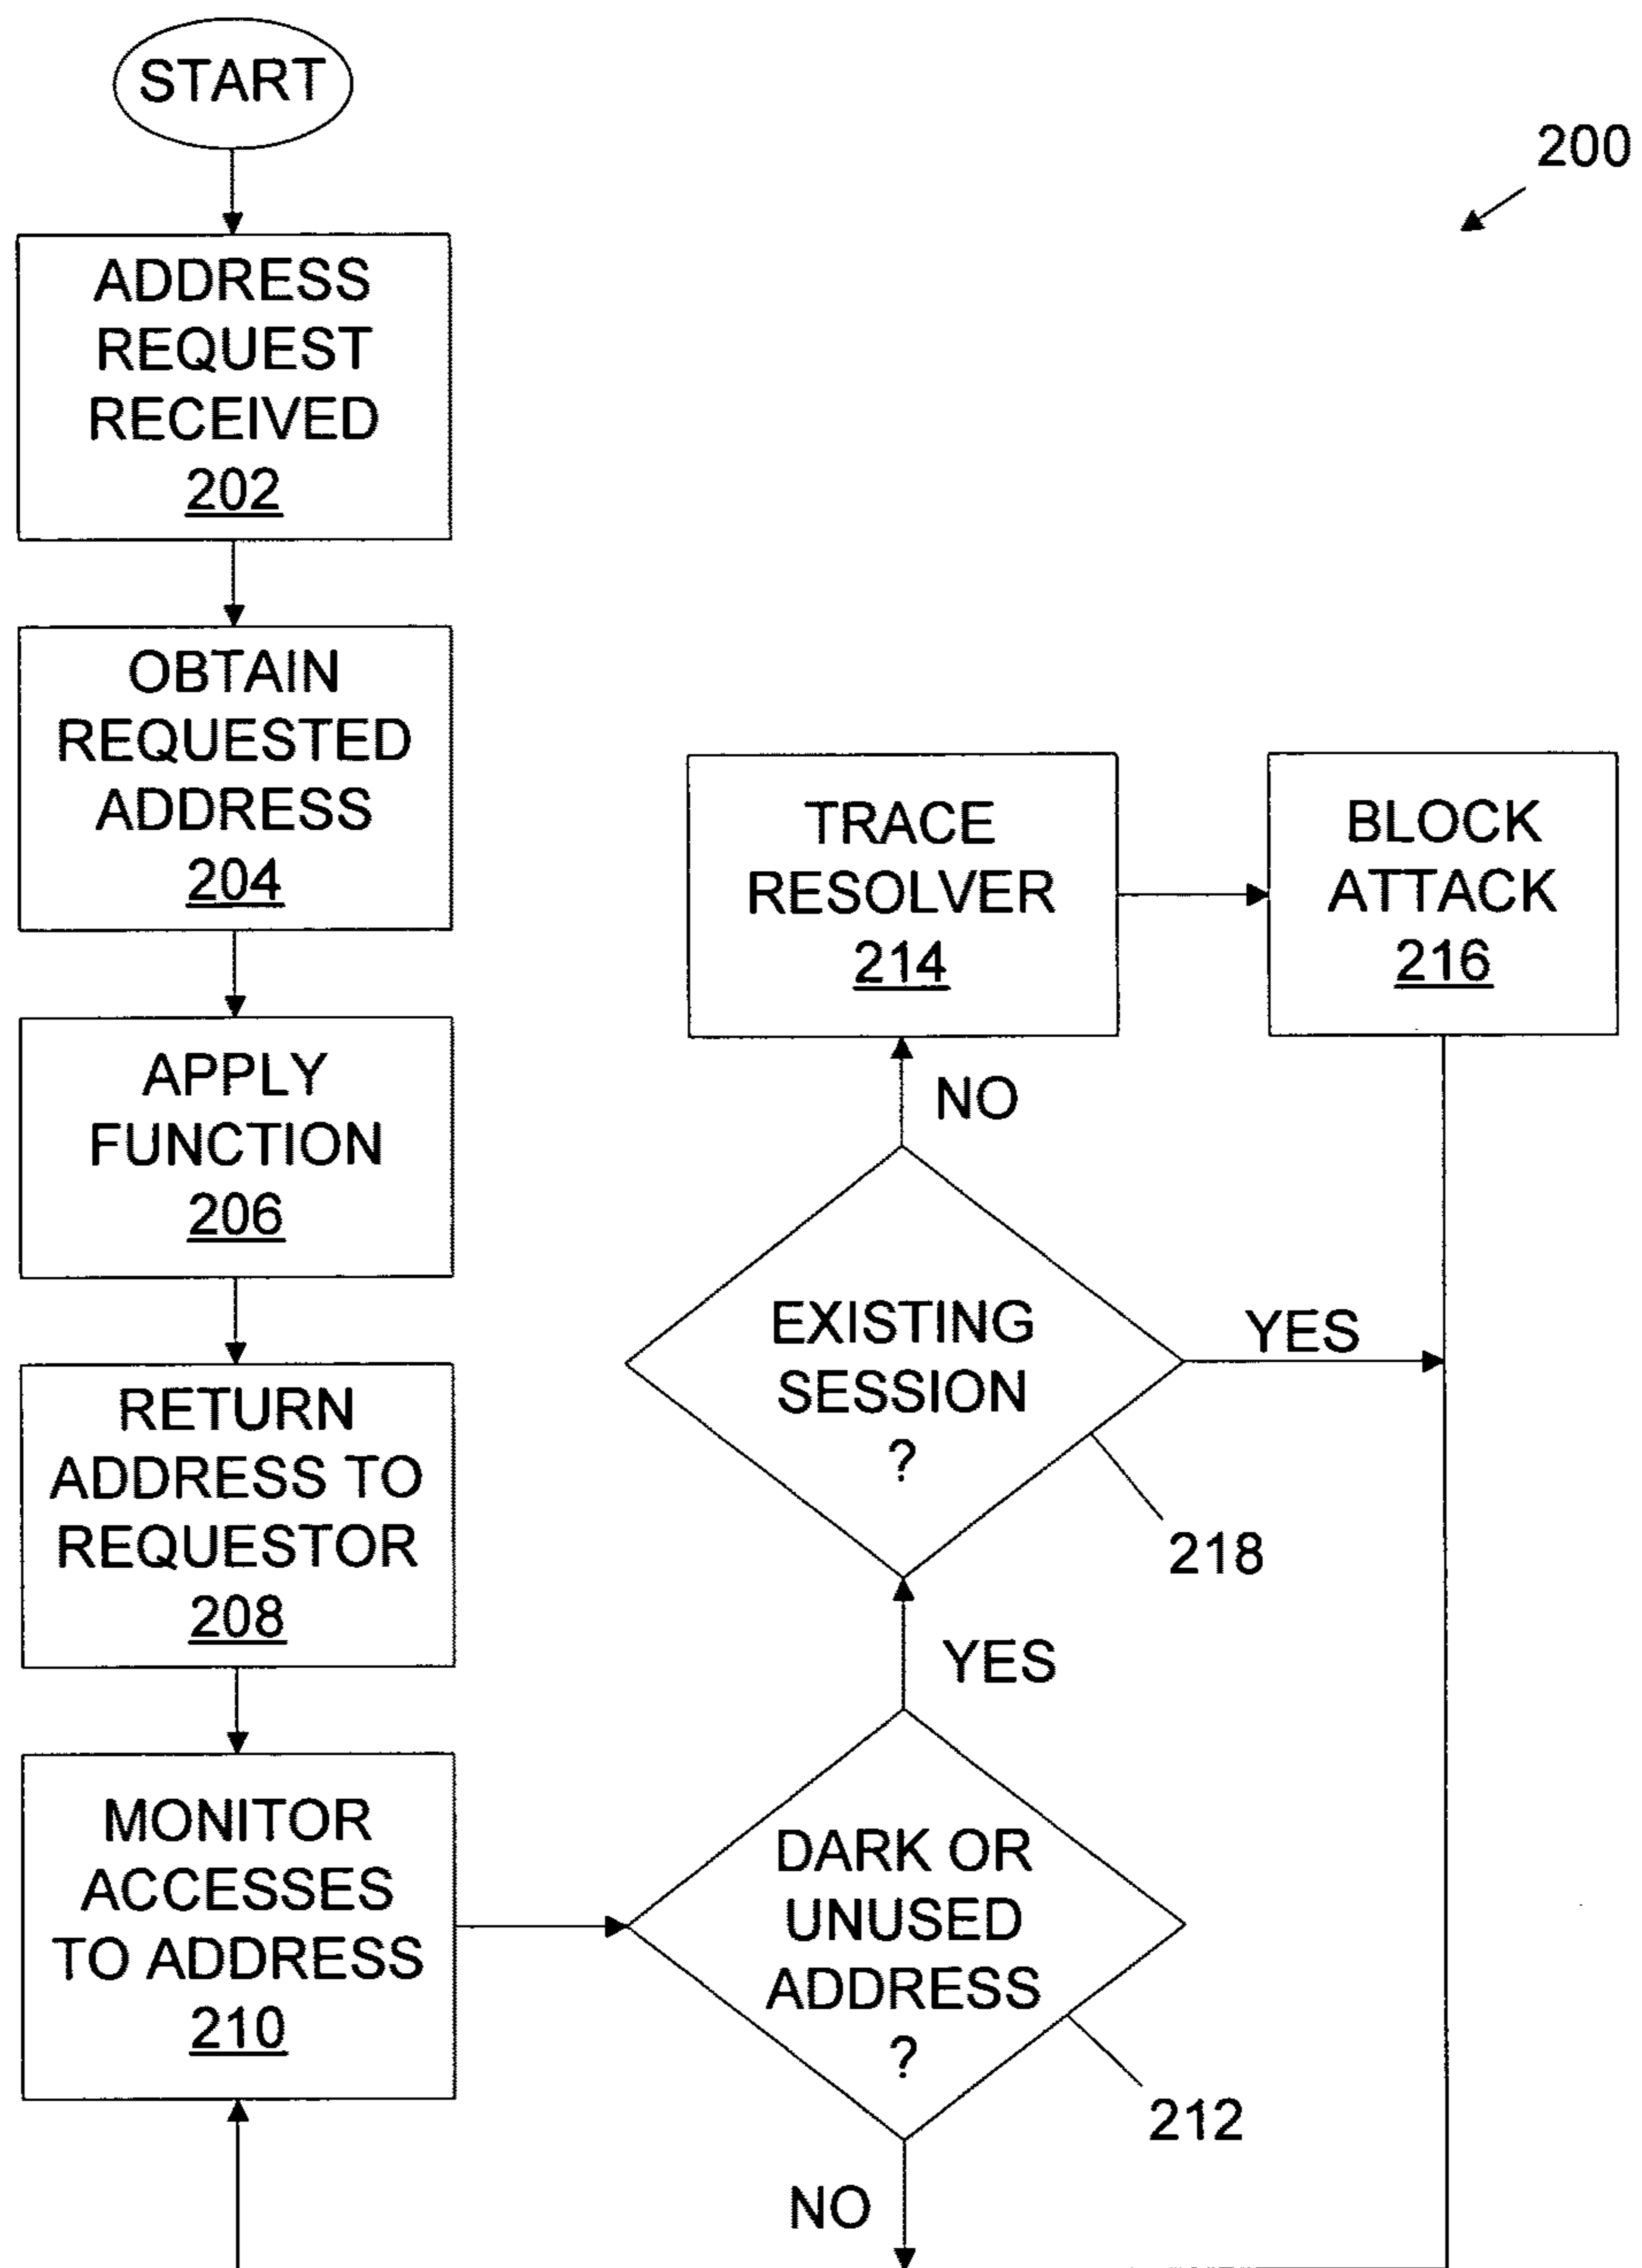 START
200
ADDRESS
REQUEST
RECEIVED
202
OBTAIN
REQUESTED
ADDRESS
204
APPLY
FUNCTION
206
RETURN
ADDRESS TO
REQUESTOR
208
MONITOR
ACCESSES
TO ADDRESS
210
DARK OR
UNUSED
ADDRESS
?
212
NO
YES
EXISTING
SESSION
?
218
YES
NO
TRACE
RESOLVER
214
BLOCK
ATTACK
216